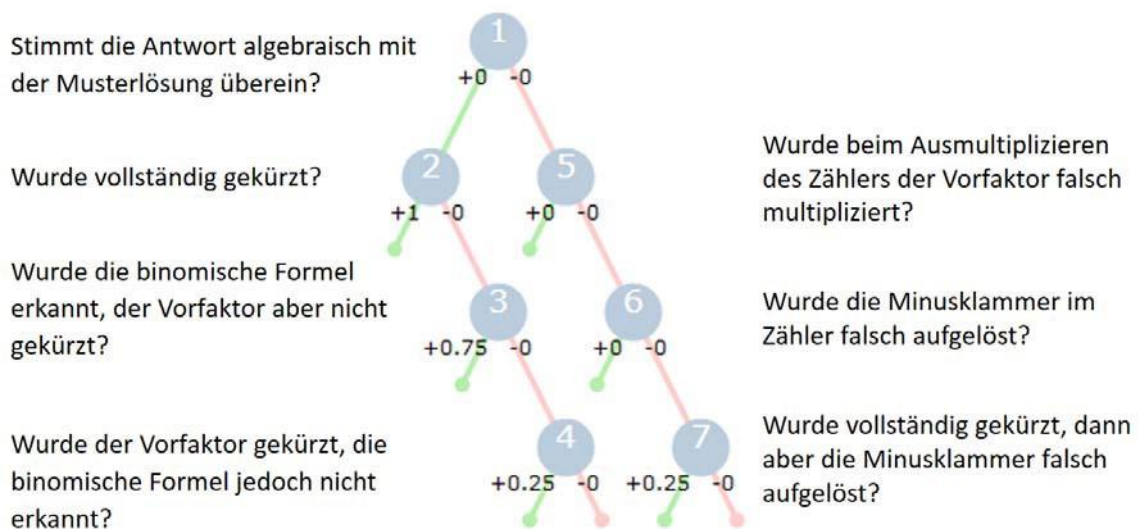 Stimmt die Antwort algebraisch mit
der Musterlösung überein?
1
+0 -0
Wurde vollständig gekürzt?
2
+1 -0
5
+0 -0
Wurde beim Ausmultiplizieren
des Zählers der Vorfaktor falsch
multipliziert?
Wurde die binomische Formel
erkannt, der Vorfaktor aber nicht
gekürzt?
3
+0.75 -0
6
+0 -0
Wurde die Minusklammer im
Zähler falsch aufgelöst?
Wurde der Vorfaktor gekürzt, die
binomische Formel jedoch nicht
erkannt?
4
+0.25 -0
7
+0.25 -0
Wurde vollständig gekürzt, dann
aber die Minusklammer falsch
aufgelöst?